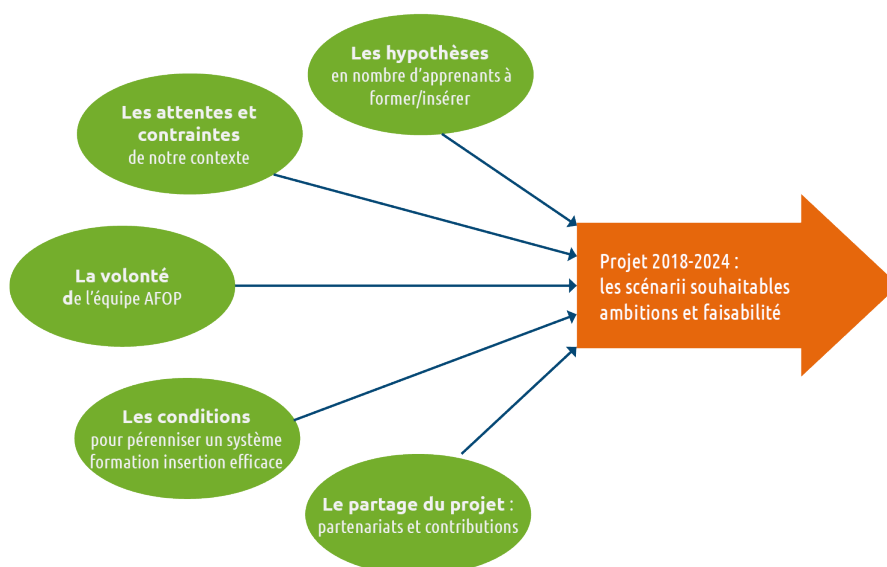 Les hypothèses
en nombre d'apprenants à
former/insérer
Les attentes et
contraintes
de notre contexte
La volonté
de l'équipe AFOP
Les conditions
pour pérenniser un système
formation insertion efficace
Le partage du projet :
partenariats et contributions
Projet 2018-2024 :
les scénarii souhaitables
ambitions et faisabilité